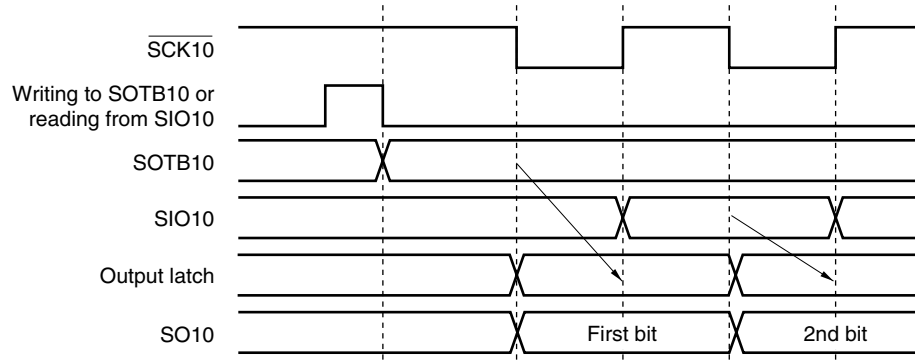 SCK10
Writing to SOTB10 or
reading from SIO10
SOTB10
SIO10
Output latch
SO10
First bit
2nd bit